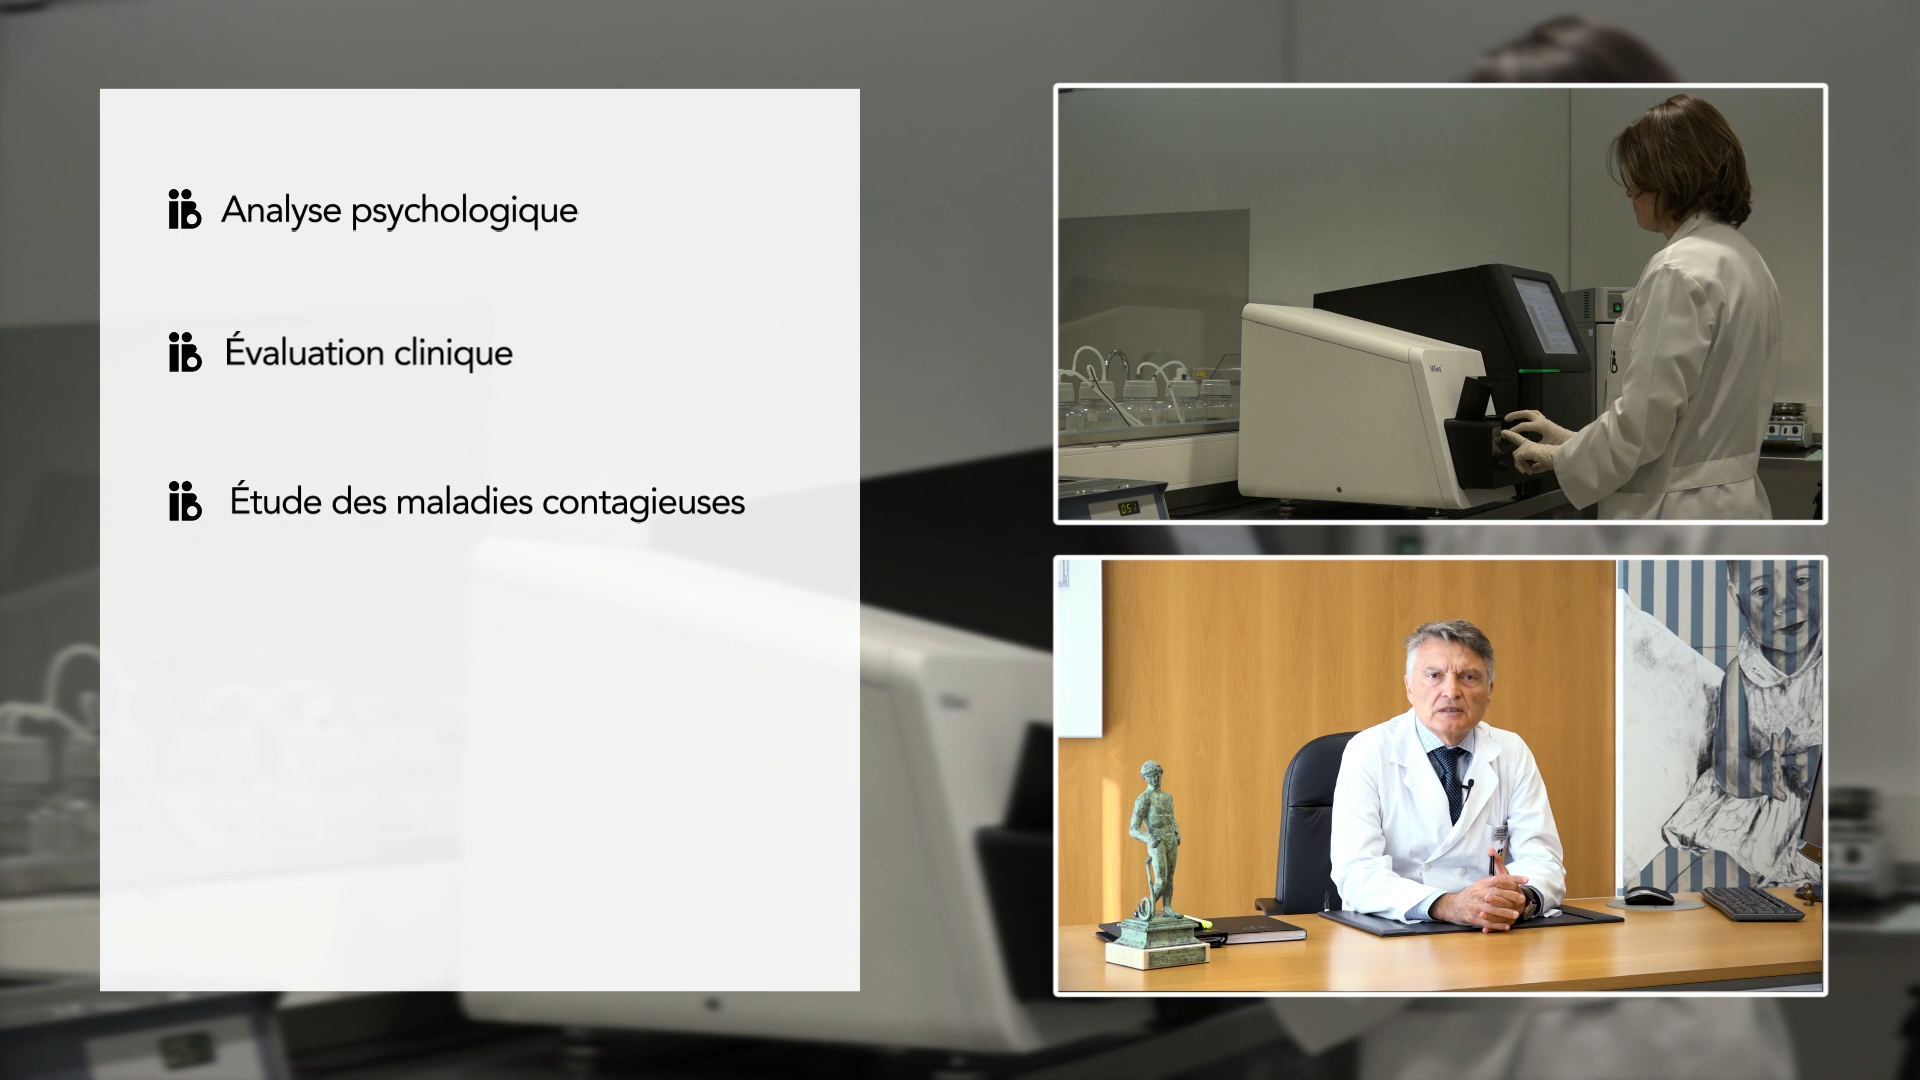 Analyse psychologique
Évaluation clinique
Étude des maladies contagieuses